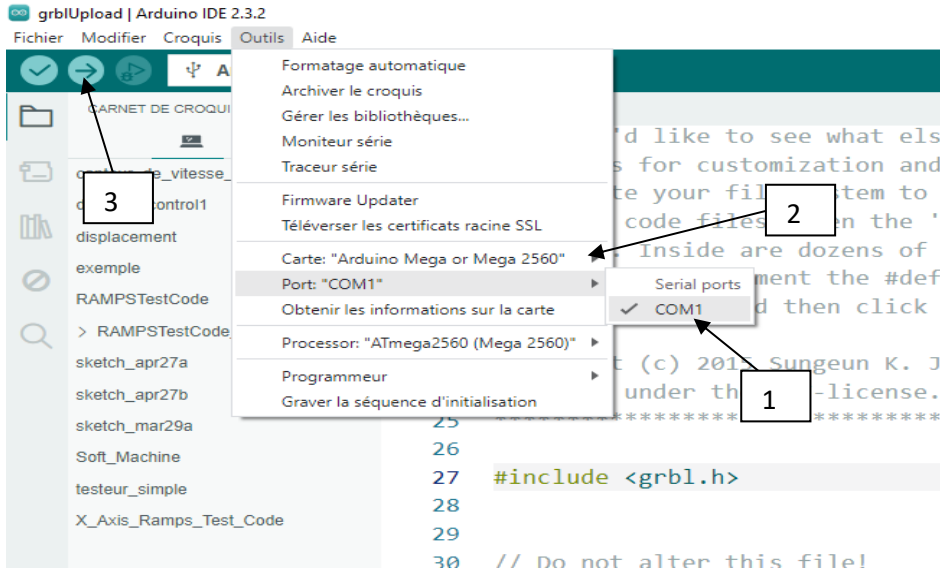 grblUpload | Arduino IDE 2.3.2
Fichier Modifier Croquis Outils Aide
A
CARNET DE CROQUI
displacement
exemple
RAMPSTestCode
> RAMPSTestCode_
sketch_apr27a
sketch_apr27b
sketch_mar29a
Soft_Machine
testeur_simple
X_Axis_Ramps_Test_Code
3
Formatage automatique
Archiver le croquis
Gérer les bibliothèques...
Moniteur série
Traceur série
Firmware Updater
Téléverser les certificats racine SSL
Carte: "Arduino Mega or Mega 2560"
Port: "COM1"
Obtenir les informations sur la carte
Processor: "ATmega2560 (Mega 2560)"
Programmeur
Graver la séquence d'initialisation
Serial ports
COM1
2
1
'd like to see what els
s for customization and
te your fil stem to
code files en the '
. Inside are dozens of
ment the #def
d then click
t (c) 2015 Sungeun K. J
under th -license.
25 **********************************
26
27 #include <grbl.h>
28
29
30 // Do not alter this file!